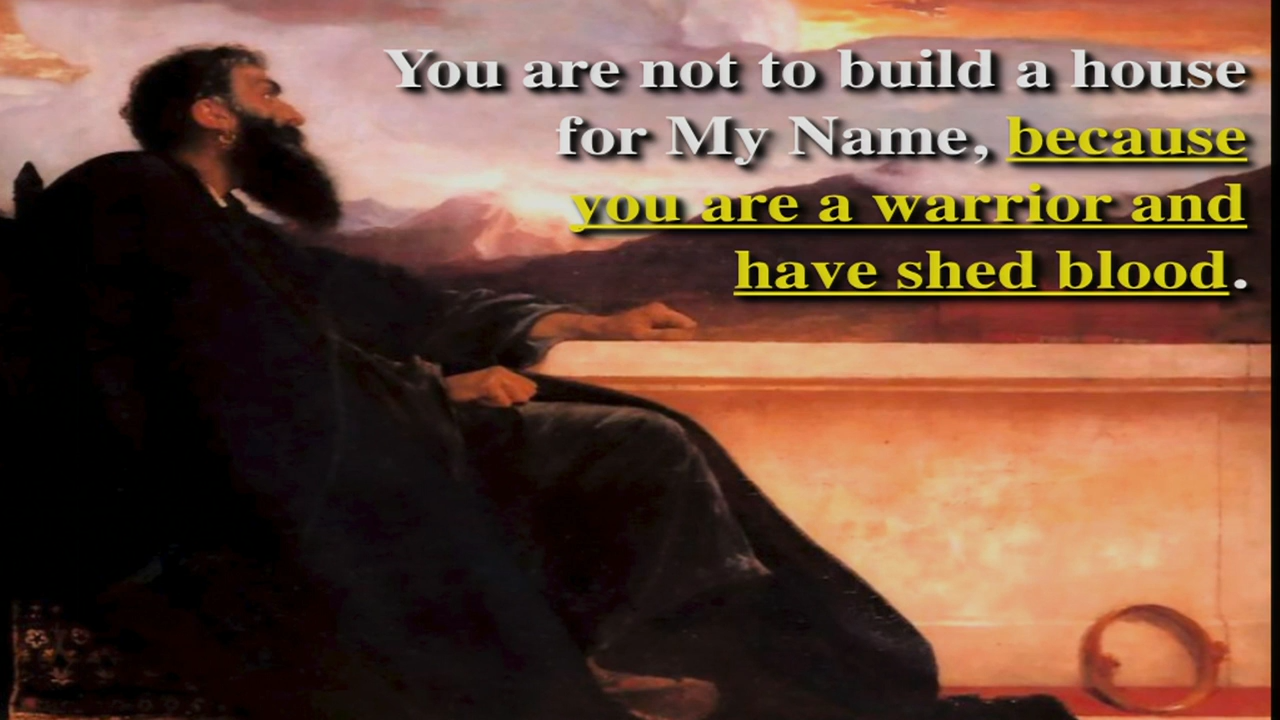 You are not to build a house
for My Name, because
you are a warrior and
have shed blood.